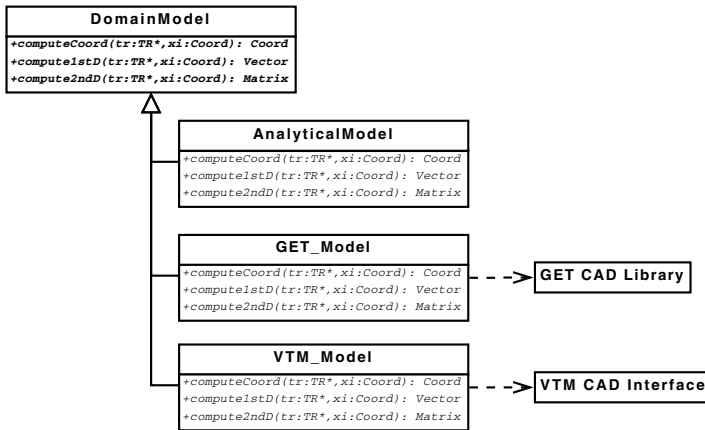 DomainModel
+computeCoord(tr:TR*,xi:Coord): Coord
+compute1stD(tr:TR*,xi:Coord): Vector
+compute2ndD(tr:TR*,xi:Coord): Matrix
AnalyticalModel
+computeCoord(tr:TR*,xi:Coord): Coord
+compute1stD(tr:TR*,xi:Coord): Vector
+compute2ndD(tr:TR*,xi:Coord): Matrix
GET_Model
+computeCoord(tr:TR*,xi:Coord): Coord
+compute1stD(tr:TR*,xi:Coord): Vector
+compute2ndD(tr:TR*,xi:Coord): Matrix
GET CAD Library
VTM_Model
+computeCoord(tr:TR*,xi:Coord): Coord
+compute1stD(tr:TR*,xi:Coord): Vector
+compute2ndD(tr:TR*,xi:Coord): Matrix
VTM CAD Interface